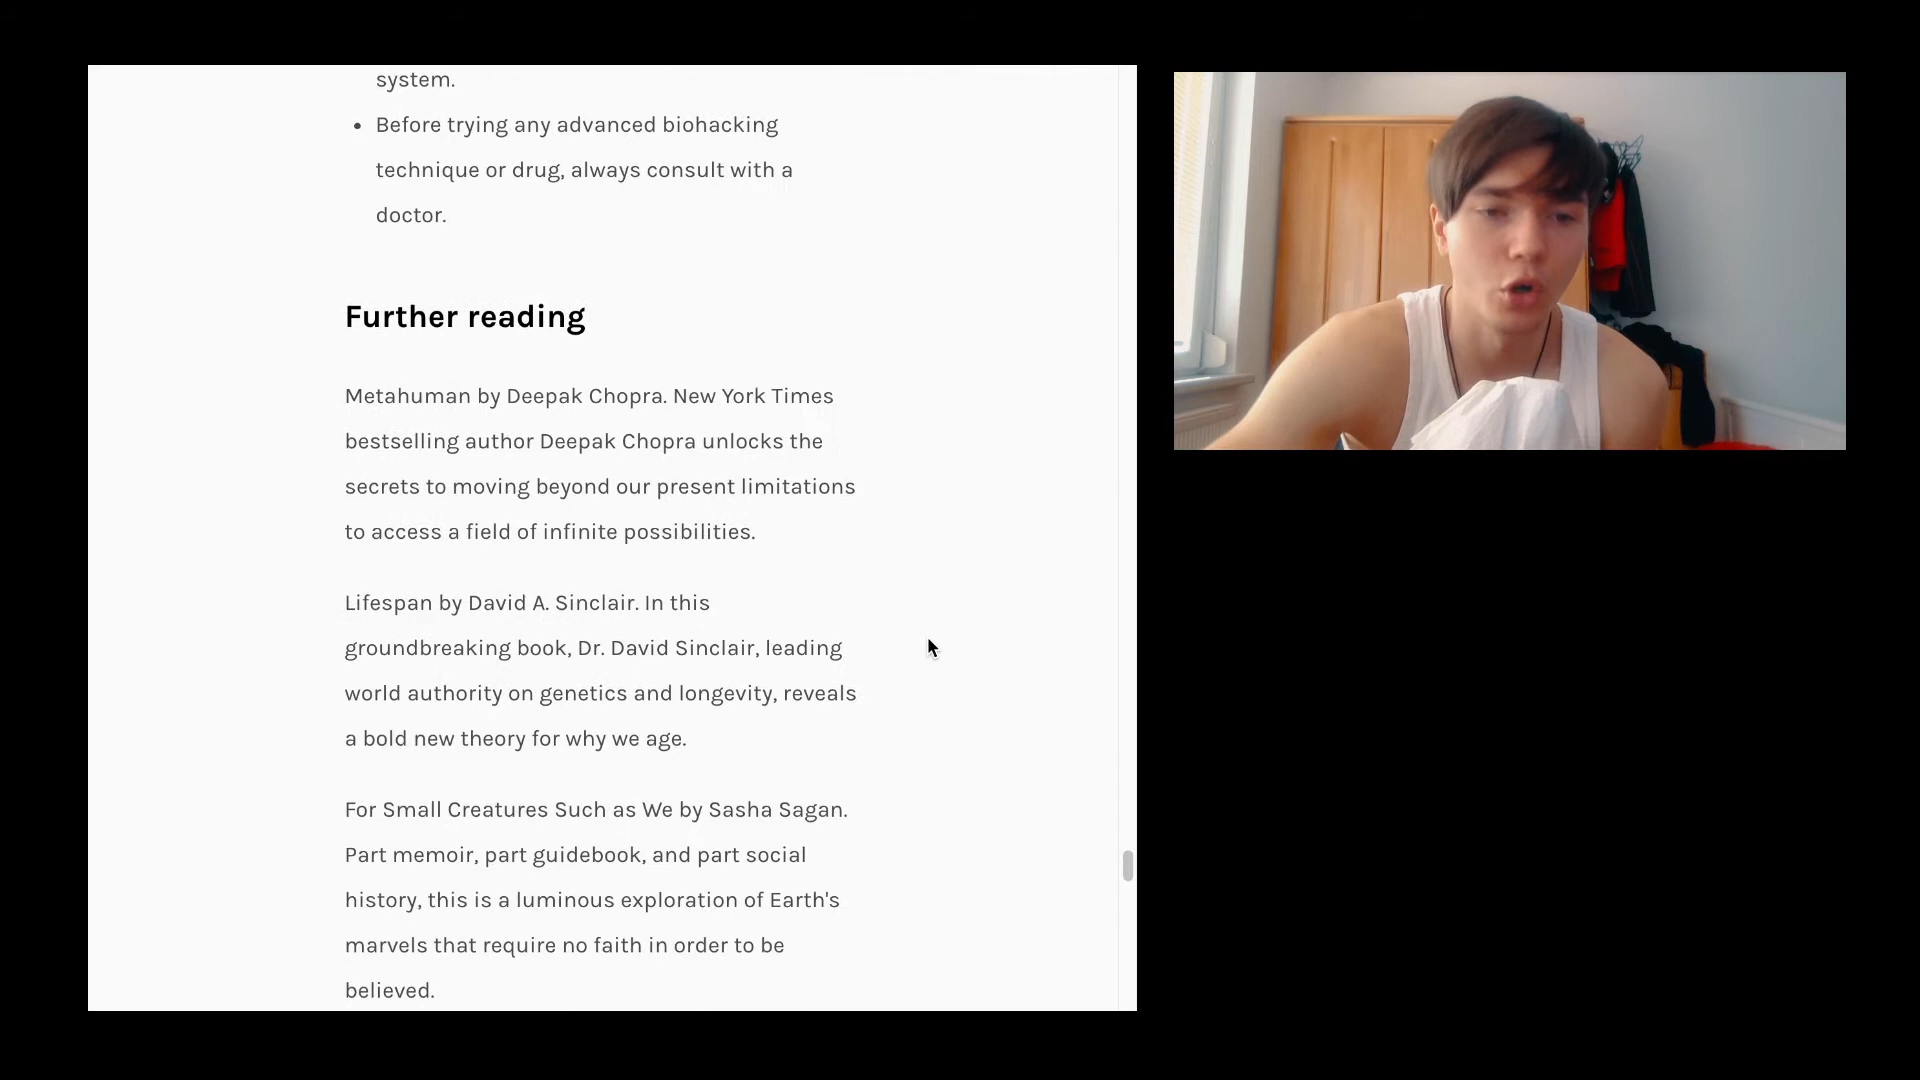 system.
• Before trying any advanced biohacking
technique or drug, always consult with a
doctor.
Further reading
Metahuman by Deepak Chopra. New York Times
bestselling author Deepak Chopra unlocks the
secrets to moving beyond our present limitations
to access a field of infinite possibilities.
Lifespan by David A. Sinclair. In this
groundbreaking book, Dr. David Sinclair, leading
world authority on genetics and longevity, reveals
a bold new theory for why we age.
For Small Creatures Such as We by Sasha Sagan.
Part memoir, part guidebook, and part social
history, this is a luminous exploration of Earth's
marvels that require no faith in order to be
believed.